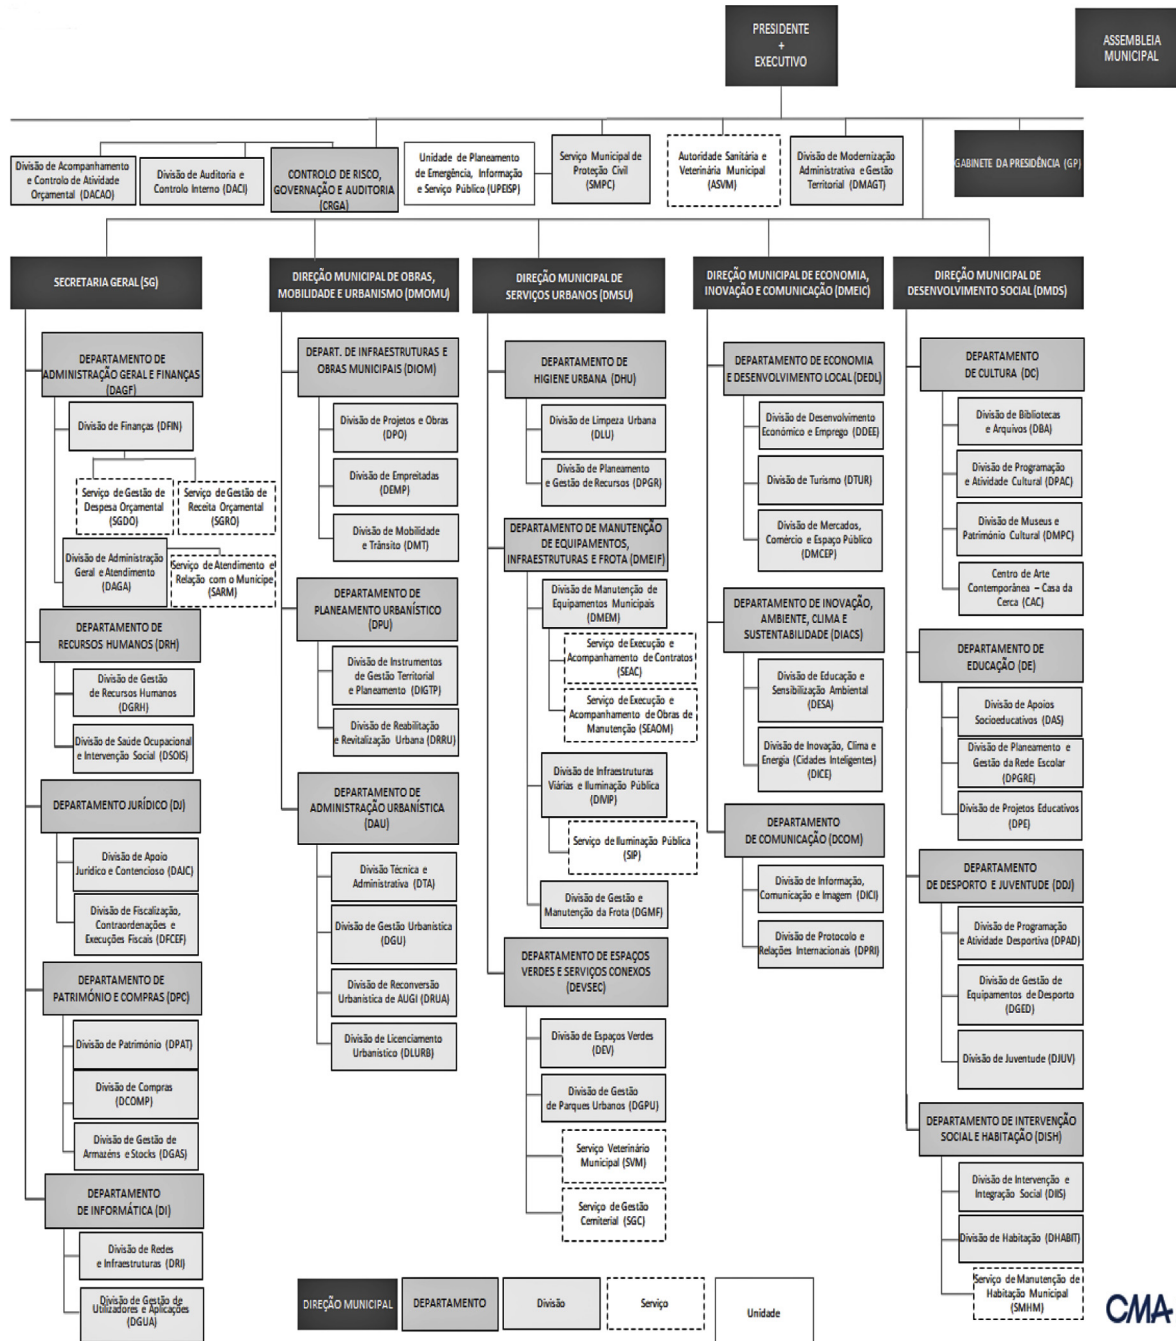 PRESIDENTE
+
EXECUTIVO
ASSEMBLEIA
MUNICIPAL
Divisão de Acompanhamento
e Controlo de Atividade
Orçamental (DACAO)
Divisão de Auditoria e
Controlo Interno (DACI)
CONTROLO DE RISCO,
GOVERNAÇÃO E AUDITORIA
(CRGA)
Unidade de Planeamento
de Emergência, Informação
e Serviço Público (UPEISP)
Serviço Municipal de
Proteção Civil
(SMPC)
Autoridade Sanitária e
Veterinária Municipal
(ASVM)
Divisão de Modernização
Administrativa e Gestão
Territorial (DMAGT)
GABINETE DA PRESIDÊNCIA (GP)
SECRETARIA GERAL (SG)
DEPARTAMENTO DE
ADMINISTRAÇÃO GERAL E FINANÇAS
(DAGF)
Divisão de Finanças (DFIN)
Serviço de Gestão de
Despesa Orçamental
(SGDO)
Serviço de Gestão de
Receita Orçamental
(SGRO)
Divisão de Administração
Geral e Atendimento
(DAGA)
Serviço de Atendimento e
Relação com o Munícipe
(SARM)
DEPARTAMENTO DE
RECURSOS HUMANOS (DRH)
Divisão de Gestão
de Recursos Humanos
(DGRH)
Divisão de Saúde Ocupacional
e Intervenção Social (DSOIS)
DEPARTAMENTO JURÍDICO (DJ)
Divisão de Apoio
Jurídico e Contencioso (DAJC)
Divisão de Fiscalização,
Contraordenações e
Execuções Fiscais (DFCEF)
DEPARTAMENTO DE
PATRIMÓNIO E COMPRAS (DPC)
Divisão de Património (DPAT)
Divisão de Compras
(DCOMP)
Divisão de Gestão de
Armazéns e Stocks (DGAS)
DEPARTAMENTO
DE INFORMÁTICA (DI)
Divisão de Redes
e Infraestruturas (DRI)
Divisão de Gestão de
Utilizadores e Aplicações
(DGUA)
DIREÇÃO MUNICIPAL DE OBRAS,
MOBILIDADE E URBANISMO (DMOMU)
DEPART. DE INFRAESTRUTURAS E
OBRAS MUNICIPAIS (DIOM)
Divisão de Projetos e Obras
(DPO)
Divisão de Empreitadas
(DEMP)
Divisão de Mobilidade
e Trânsito (DMT)
DEPARTAMENTO DE
PLANEAMENTO URBANÍSTICO
(DPU)
Divisão de Instrumentos
de Gestão Territorial
e Planeamento (DIGTP)
Divisão de Reabilitação
e Revitalização Urbana (DRRU)
DEPARTAMENTO DE
ADMINISTRAÇÃO URBANÍSTICA
(DAU)
Divisão Técnica e
Administrativa (DTA)
Divisão de Gestão Urbanística
(DGU)
Divisão de Reconversão
Urbanística de AUGI (DRUA)
Divisão de Licenciamento
Urbanístico (DLURB)
DIREÇÃO MUNICIPAL DE
SERVIÇOS URBANOS (DMSU)
DEPARTAMENTO DE
HIGIENE URBANA (DHU)
Divisão de Limpeza Urbana
(DLU)
Divisão de Planeamento
e Gestão de Recursos (DPGR)
DEPARTAMENTO DE MANUTENÇÃO
DE EQUIPAMENTOS,
INFRAESTRUTURAS E FROTA (DMEIF)
Divisão de Manutenção de
Equipamentos Municipais
(DMEM)
Serviço de Execução e
Acompanhamento de Contratos
(SEAC)
Serviço de Execução e
Acompanhamento de Obras de
Manutenção (SEAOM)
Divisão de Infraestruturas
Viárias e Iluminação Pública
(DIVIP)
Serviço de Iluminação Pública
(SIP)
Divisão de Gestão e
Manutenção da Frota (DGMF)
DEPARTAMENTO DE ESPAÇOS
VERDES E SERVIÇOS CONEXOS
(DEVSEC)
Divisão de Espaços Verdes
(DEV)
Divisão de Gestão
de Parques Urbanos (DGPU)
Serviço Veterinário
Municipal (SVM)
Serviço de Gestão
Cemiterial (SGC)
DIREÇÃO MUNICIPAL DE ECONOMIA,
INOVAÇÃO E COMUNICAÇÃO (DMEIC)
DEPARTAMENTO DE ECONOMIA
E DESENVOLVIMENTO LOCAL (DEDL)
Divisão de Desenvolvimento
Económico e Emprego (DDEE)
Divisão de Turismo (DTUR)
Divisão de Mercados,
Comércio e Espaço Público
(DMCEP)
DEPARTAMENTO DE INOVAÇÃO,
AMBIENTE, CLIMA E
SUSTENTABILIDADE (DIACS)
Divisão de Educação e
Sensibilização Ambiental
(DESA)
Divisão de Inovação, Clima e
Energia (Cidades Inteligentes)
(DICE)
DEPARTAMENTO
DE COMUNICAÇÃO (DCOM)
Divisão de Informação,
Comunicação e Imagem (DICI)
Divisão de Protocolo e
Relações Internacionais (DPRI)
DIREÇÃO MUNICIPAL DE
DESENVOLVIMENTO SOCIAL (DMDS)
DEPARTAMENTO
DE CULTURA (DC)
Divisão de Bibliotecas
e Arquivos (DBA)
Divisão de Programação
e Atividade Cultural (DPAC)
Divisão de Museus e
Património Cultural (DMPC)
Centro de Arte
Contemporânea – Casa da
Cerca (CAC)
DEPARTAMENTO DE
EDUCAÇÃO (DE)
Divisão de Apoios
Socioeducativos (DAS)
Divisão de Planeamento e
Gestão da Rede Escolar
(DPGRE)
Divisão de Projetos Educativos
(DPE)
DEPARTAMENTO
DE DESPORTO E JUVENTUDE (DDJ)
Divisão de Programação
e Atividade Desportiva (DPAD)
Divisão de Gestão de
Equipamentos de Desporto
(DGED)
Divisão de Juventude (DJUV)
DEPARTAMENTO DE INTERVENÇÃO
SOCIAL E HABITAÇÃO (DISH)
Divisão de Intervenção e
Integração Social (DIIS)
Divisão de Habitação (DHABIT)
Serviço de Manutenção de
Habitação Municipal
(SMHM)
DIREÇÃO MUNICIPAL
DEPARTAMENTO
Divisão
Serviço
Unidade
CMA